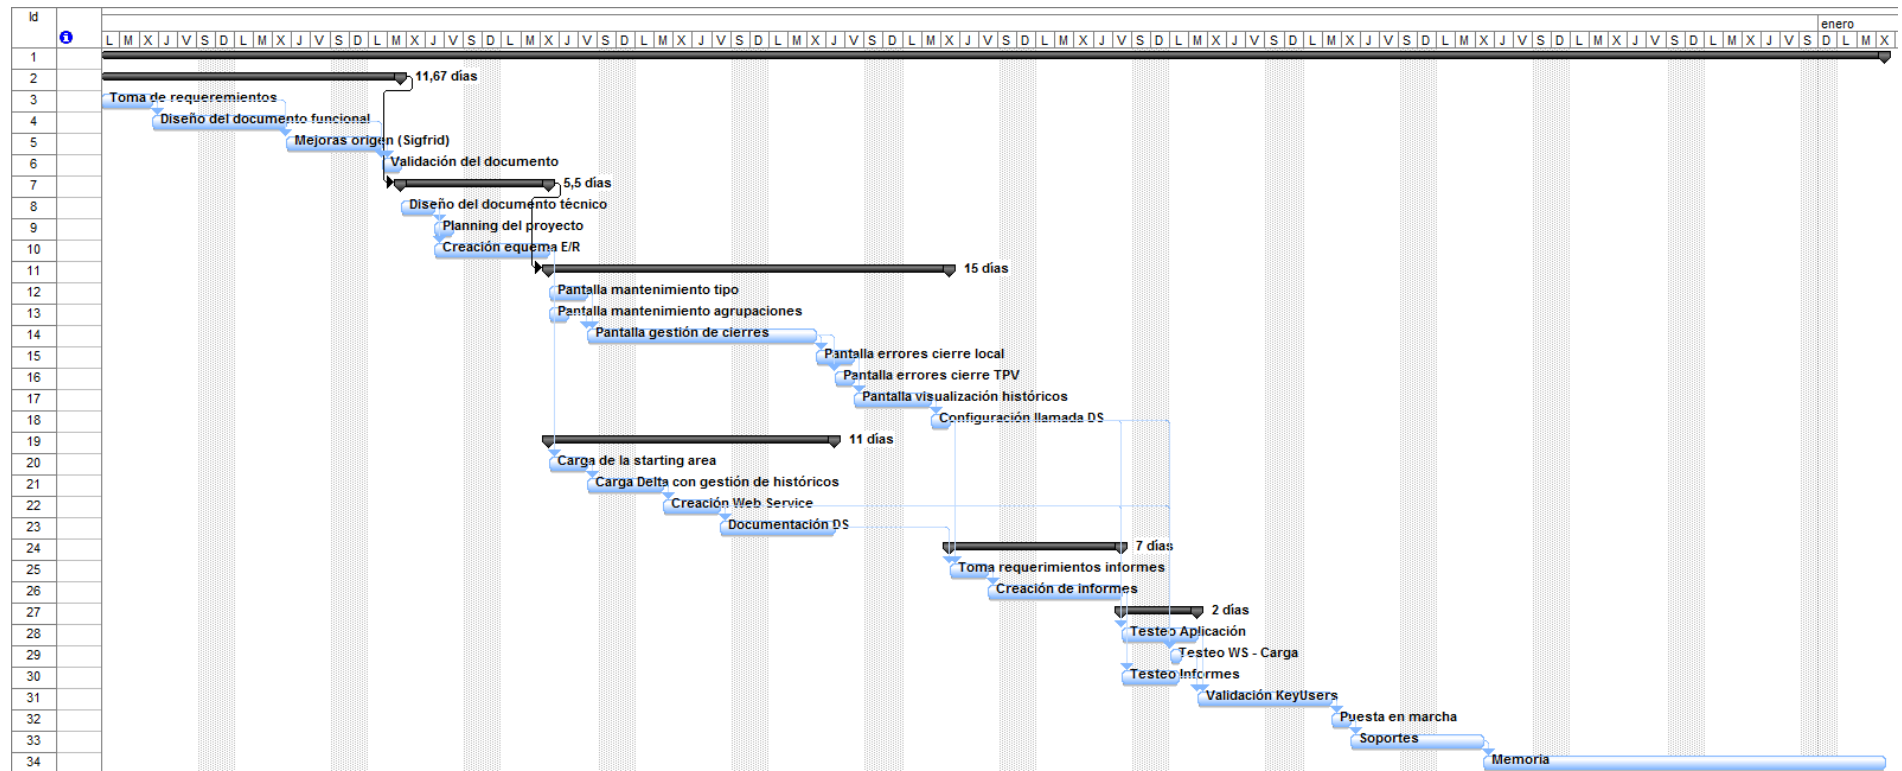 Id
enero
L M X J V S D L M X J V S D L M X J V S D L M X J V S D L M X J V S D L M X J V S D L M X J V S D L M X J V S D L M X J V S D L M X J V S D L M X J V S D L M X J V S D L M X J V S D L M X
1
2 11,67 días
3 Toma de requeremientos
4 Diseño del documento funcional
5 Mejoras origen (Sigfrid)
6 Validación del documento
7 5,5 días
8 Diseño del documento técnico
9 Planning del proyecto
10 Creación equema E/R
11 15 días
12 Pantalla mantenimiento tipo
13 Pantalla mantenimiento agrupaciones
14 Pantalla gestión de cierres
15 Pantalla errores cierre local
16 Pantalla errores cierre TPV
17 Pantalla visualización históricos
18 Configuración llamada DS
19 11 días
20 Carga de la starting area
21 Carga Delta con gestión de históricos
22 Creación Web Service
23 Documentación DS
24 7 días
25 Toma requerimientos informes
26 Creación de informes
27 2 días
28 Testeo Aplicación
29 Testeo WS - Carga
30 Testeo Informes
31 Validación KeyUsers
32 Puesta en marcha
33 Soportes
34 Memoria